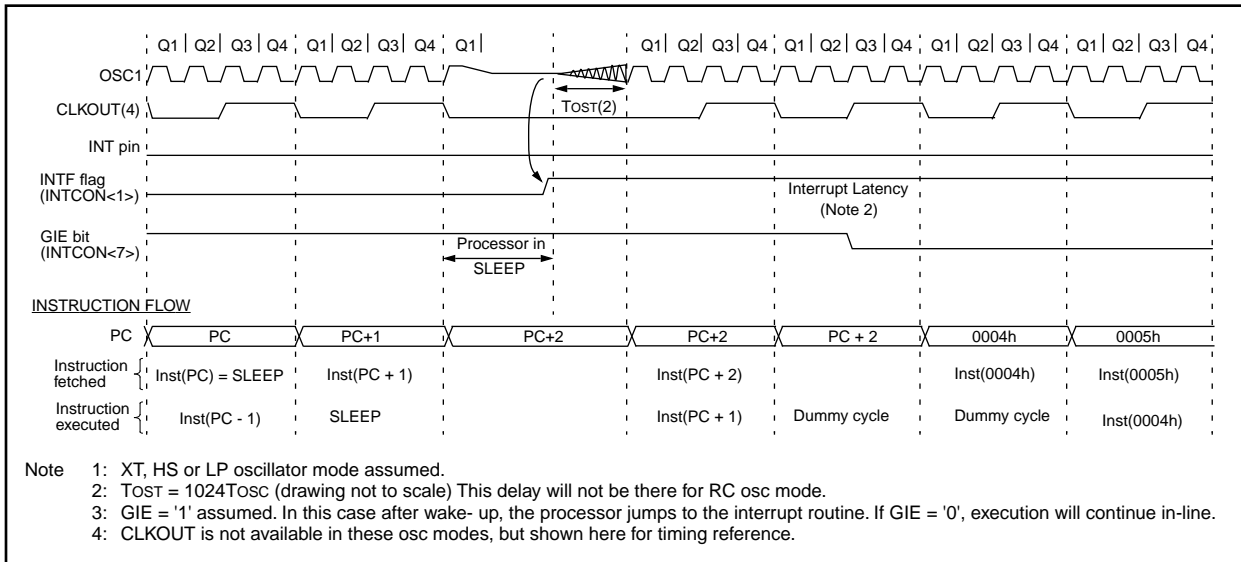 Q1 | Q2 | Q3 | Q4 | Q1 | Q2 | Q3 | Q4 | Q1 | Q1 | Q2 | Q3 | Q4 | Q1 | Q2 | Q3 | Q4 | Q1 | Q2 | Q3 | Q4 | Q1 | Q2 | Q3 | Q4
OSC1
TOST(2)
CLKOUT(4)
INT pin
INTF flag
(INTCON<1>)
Interrupt Latency
(Note 2)
GIE bit
(INTCON<7>)
Processor in
SLEEP
INSTRUCTION FLOW
PC PC PC+1 PC+2 PC+2 PC + 2 0004h 0005h
Instruction
fetched
Inst(PC) = SLEEP Inst(PC + 1) Inst(PC + 2) Inst(0004h) Inst(0005h)
Instruction
executed
Inst(PC - 1) SLEEP Inst(PC + 1) Dummy cycle Dummy cycle Inst(0004h)
Note 1: XT, HS or LP oscillator mode assumed.
2: TOST = 1024TOSC (drawing not to scale) This delay will not be there for RC osc mode.
3: GIE = '1' assumed. In this case after wake- up, the processor jumps to the interrupt routine. If GIE = '0', execution will continue in-line.
4: CLKOUT is not available in these osc modes, but shown here for timing reference.